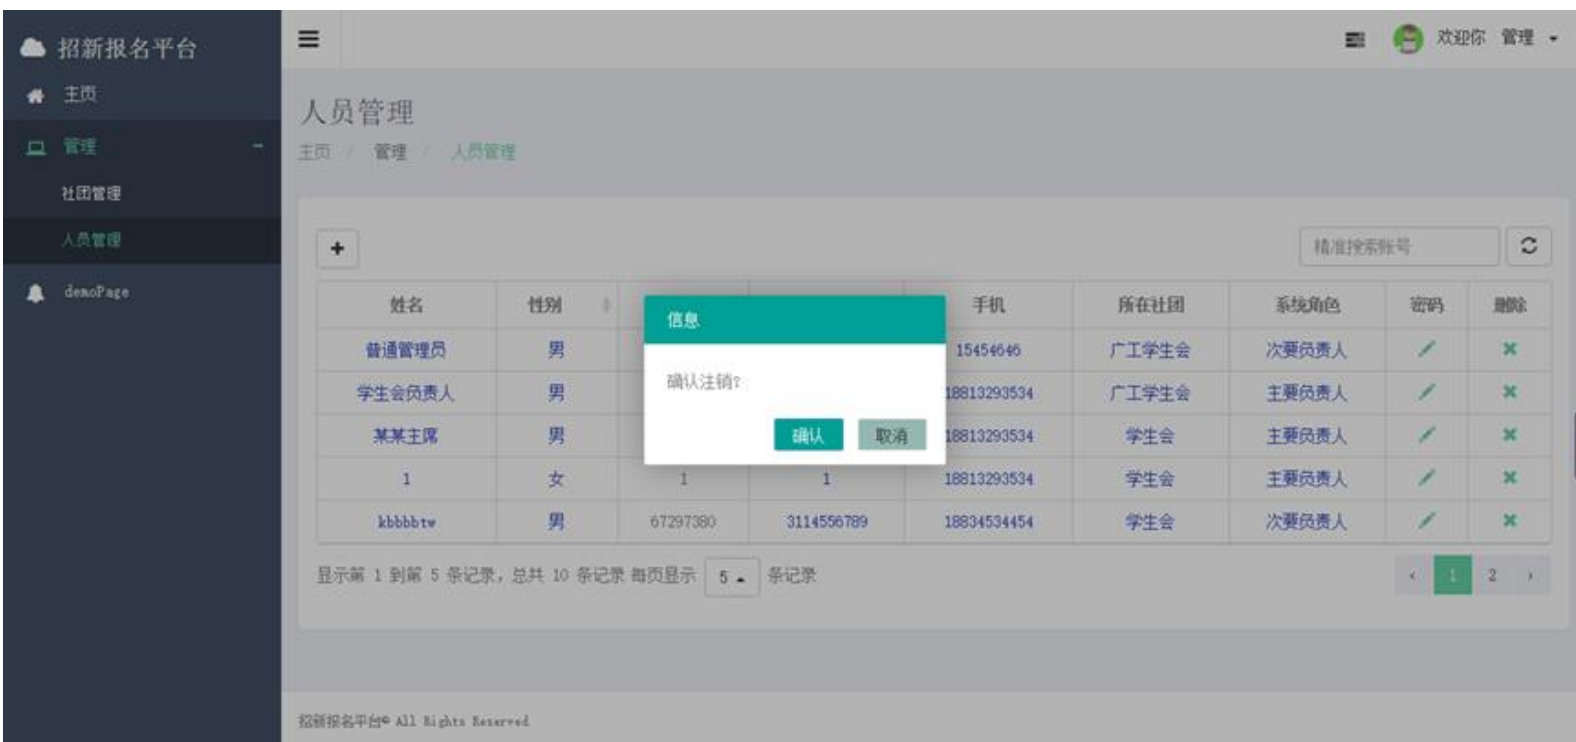 招新报名平台
欢迎你 管理
主页
管理
社团管理
人员管理
demoPage
人员管理
主页 / 管理 / 人员管理
精准搜索账号
姓名 性别 手机 所在社团 系统角色 密码 删除
普通管理员 男 15454646 广工学生会 次要负责人
学生会负责人 男 18813293534 广工学生会 主要负责人
某某主席 男 18813293534 学生会 主要负责人
1 女 1 1 18813293534 学生会 主要负责人
kbbbbtw 男 67297380 3114556789 18834534454 学生会 次要负责人
信息
确认注销?
确认 取消
显示第 1 到第 5 条记录，总共 10 条记录 每页显示 5 条记录
‹ 1 2 ›
招新报名平台© All Rights Reserved